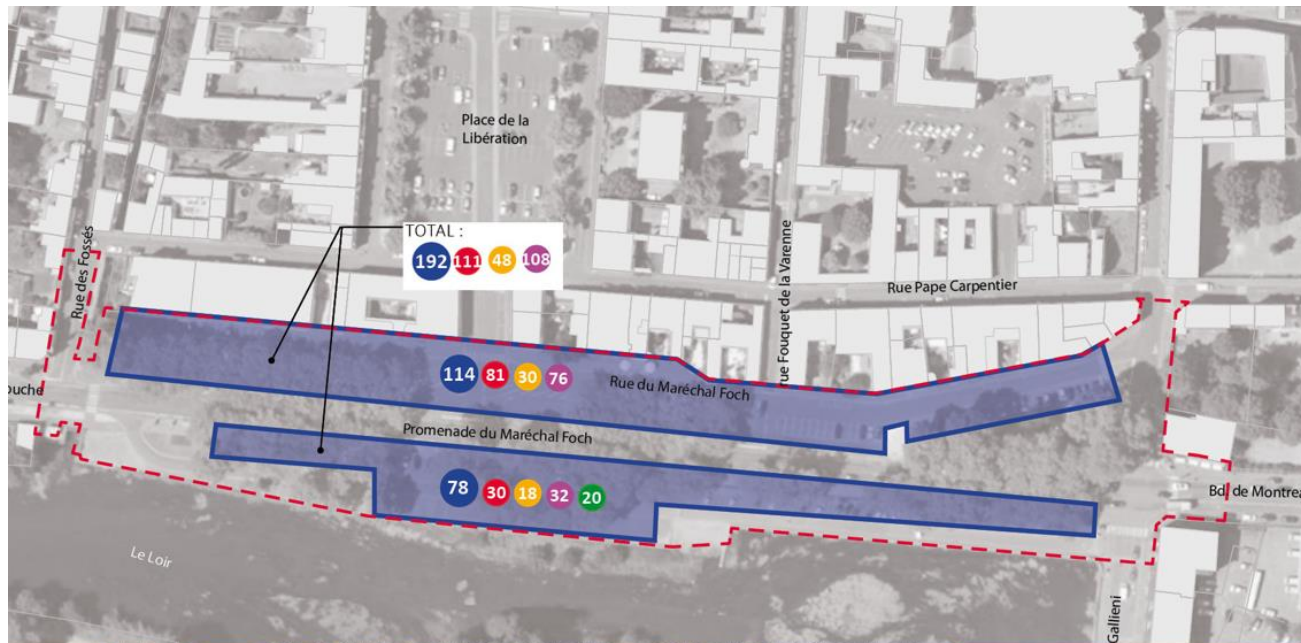 Place de la
Libération
TOTAL :
192 111 48 108
Rue des Fossés
Rue Fouquet de la Varenne
Rue Pape Carpentier
114 81 30 76
Rue du Maréchal Foch
ouche
Promenade du Maréchal Foch
78 30 18 32 20
Bd. de Montrea
Le Loir
Gallieni